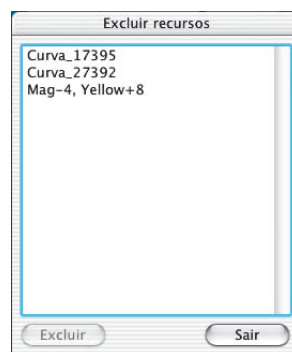 Excluir recursos
Curva_17395
Curva_27392
Mag-4, Yellow+8
Excluir
Sair